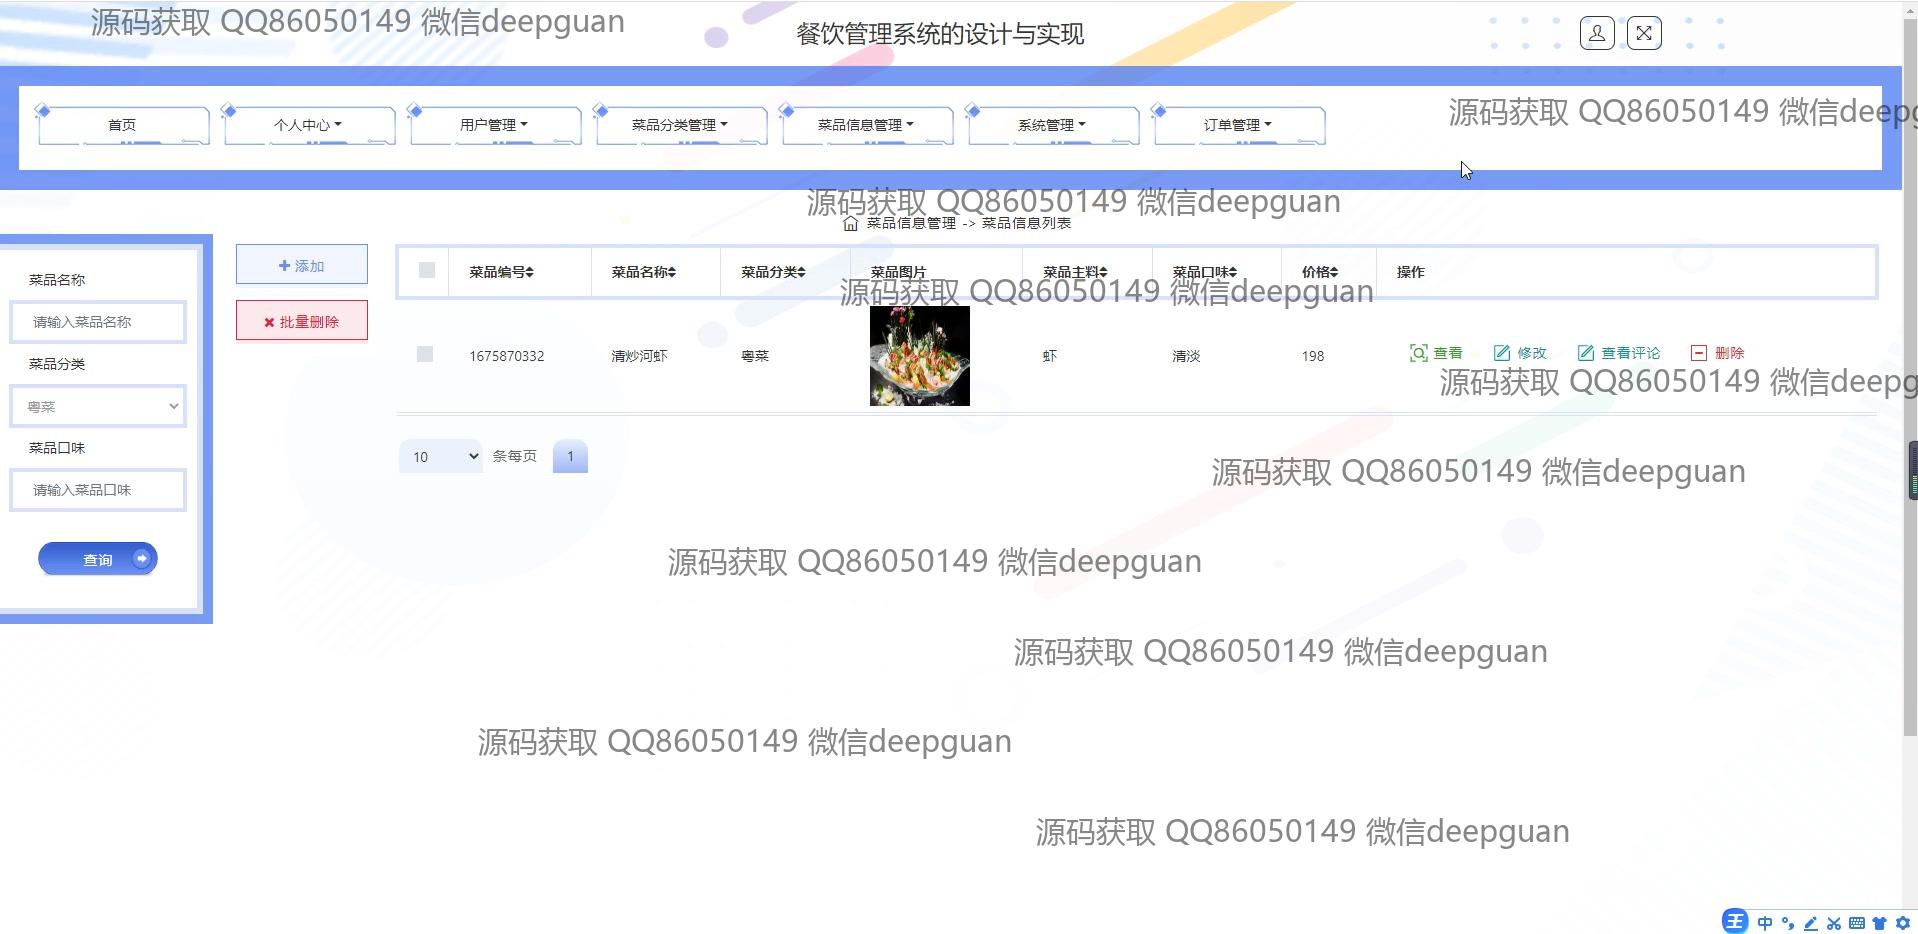 源码获取 QQ86050149 微信deepguan
餐饮管理系统的设计与实现
首页 个人中心 用户管理 菜品分类管理 菜品信息管理 系统管理 订单管理
源码获取 QQ86050149 微信deepg
源码获取 QQ86050149 微信deepguan
菜品信息管理 -> 菜品信息列表
菜品名称
请输入菜品名称
菜品分类
粤菜
菜品口味
请输入菜品口味
查询
添加
批量删除
菜品编号 菜品名称 菜品分类 菜品图片 菜品主料 菜品口味 价格 操作
源码获取 QQ86050149 微信deepguan
1675870332 清炒河虾 粤菜 虾 清淡 198 查看 修改 查看评论 删除
源码获取 QQ86050149 微信deepg
10 条每页 1
源码获取 QQ86050149 微信deepguan
源码获取 QQ86050149 微信deepguan
源码获取 QQ86050149 微信deepguan
源码获取 QQ86050149 微信deepguan
源码获取 QQ86050149 微信deepguan
王 中